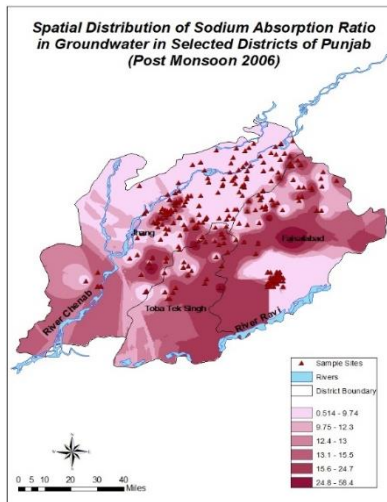 Spatial Distribution of Sodium Absorption Ratio
in Groundwater in Selected Districts of Punjab
(Post Monsoon 2006)
Jhang
Faisalabad
River Chenab
Toba Tek Singh
River Ravi
Sample Sites
Rivers
District Boundary
0.514 - 9.74
9.75 - 12.3
12.4 - 13
13.1 - 15.5
15.6 - 24.7
24.8 - 58.4
0 5 10 20 30 40
Miles